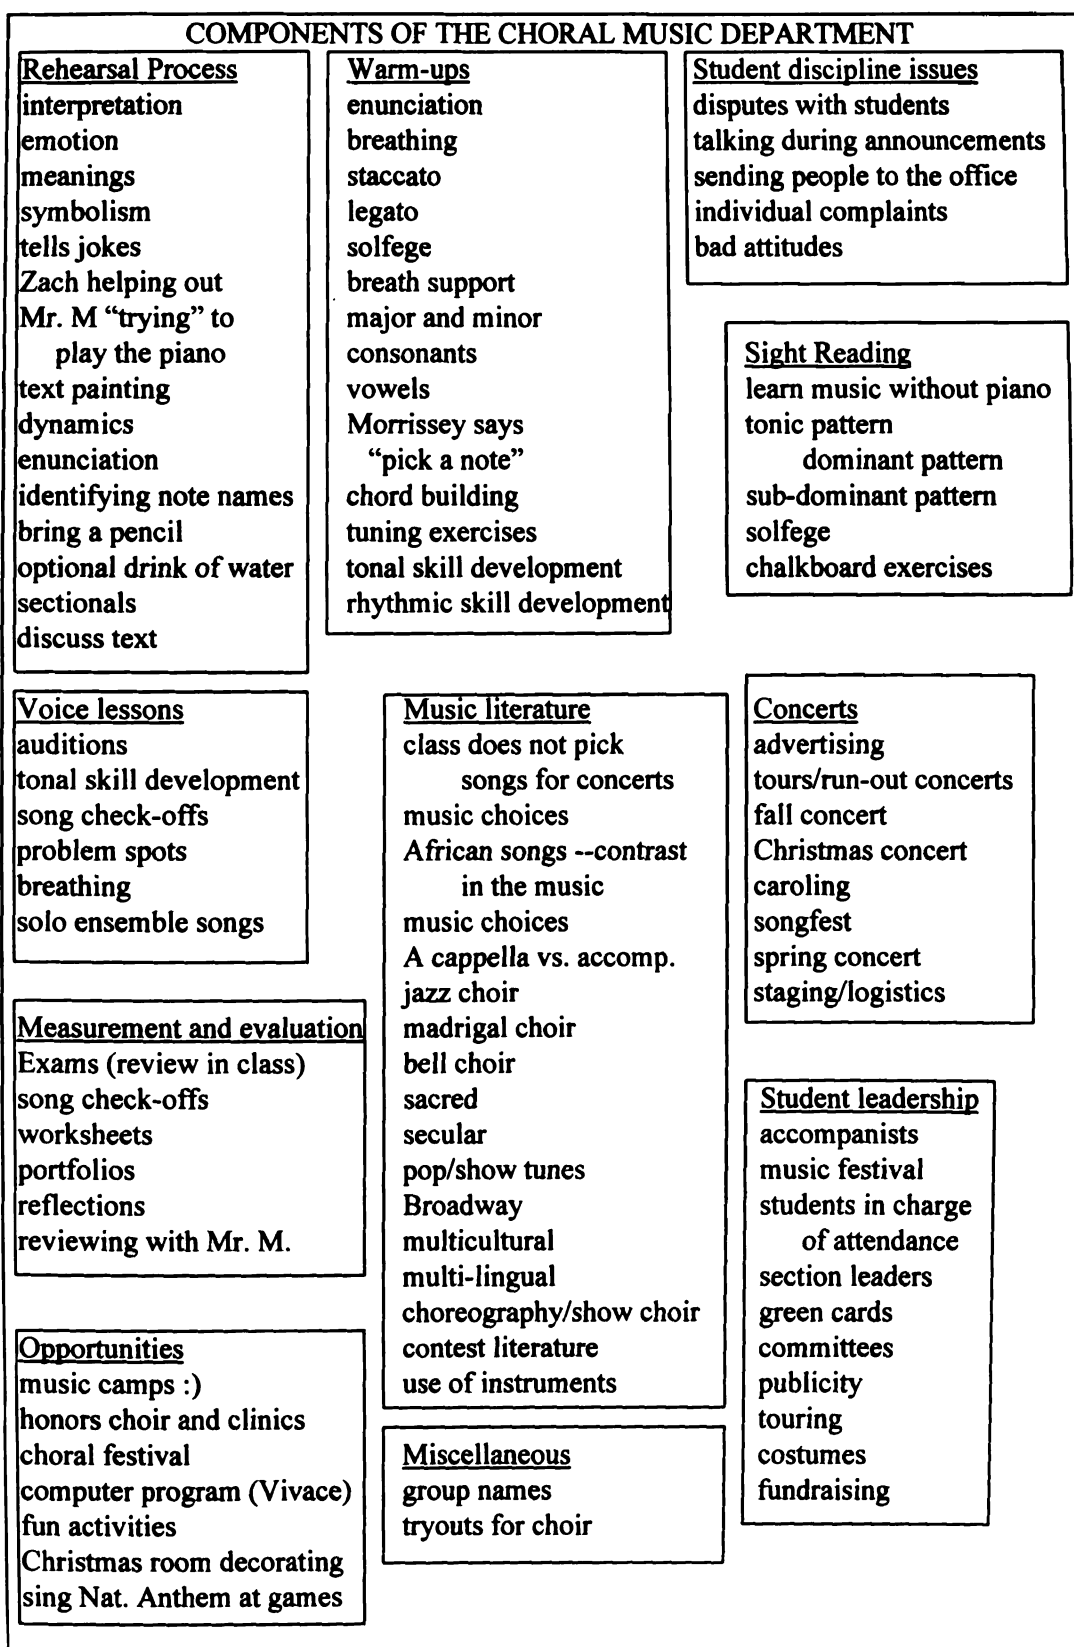 COMPONENTS OF THE CHORAL MUSIC DEPARTMENT
Rehearsal Process
interpretation
emotion
meanings
symbolism
tells jokes
Zach helping out
Mr. M “trying” to
play the piano
text painting
dynamics
enunciation
identifying note names
bring a pencil
optional drink of water
sectionals
discuss text
Warm-ups
enunciation
breathing
staccato
legato
solfege
breath support
major and minor
consonants
vowels
Morrissey says
“pick a note”
chord building
tuning exercises
tonal skill development
rhythmic skill development
Student discipline issues
disputes with students
talking during announcements
sending people to the office
individual complaints
bad attitudes
Sight Reading
learn music without piano
tonic pattern
dominant pattern
sub-dominant pattern
solfege
chalkboard exercises
Voice lessons
auditions
tonal skill development
song check-offs
problem spots
breathing
solo ensemble songs
Music literature
class does not pick
songs for concerts
music choices
African songs --contrast
in the music
music choices
A cappella vs. accomp.
jazz choir
madrigal choir
bell choir
sacred
secular
pop/show tunes
Broadway
multicultural
multi-lingual
choreography/show choir
contest literature
use of instruments
Concerts
advertising
tours/run-out concerts
fall concert
Christmas concert
caroling
songfest
spring concert
staging/logistics
Measurement and evaluation
Exams (review in class)
song check-offs
worksheets
portfolios
reflections
reviewing with Mr. M.
Student leadership
accompanists
music festival
students in charge
of attendance
section leaders
green cards
committees
publicity
touring
costumes
fundraising
Opportunities
music camps :)
honors choir and clinics
choral festival
computer program (Vivace)
fun activities
Christmas room decorating
sing Nat. Anthem at games
Miscellaneous
group names
tryouts for choir